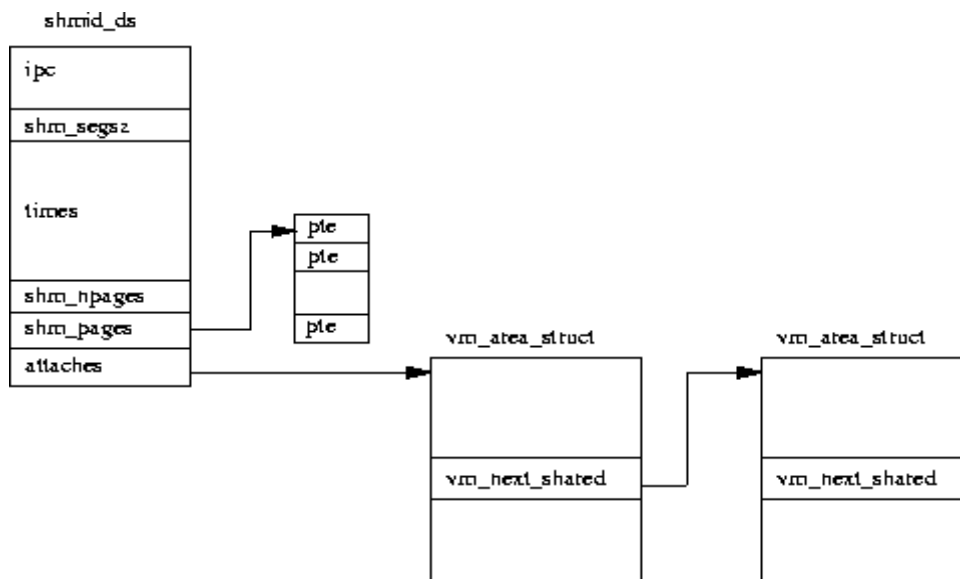 shmid_ds
ipc
shm_segsz
times
shm_npages
shm_pages
attaches
pte
pte
pte
vm_area_struct
vm_next_shared
vm_area_struct
vm_next_shared